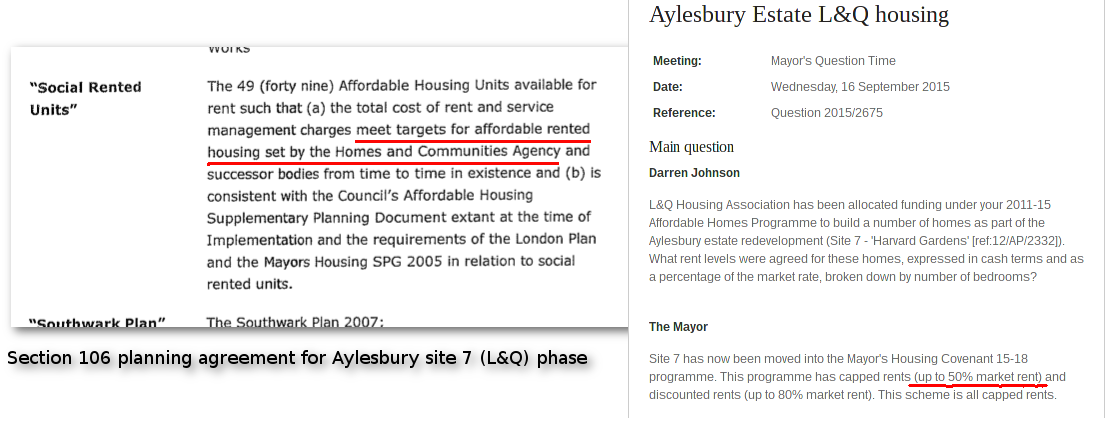 Works
“Social Rented
Units”
The 49 (forty nine) Affordable Housing Units available for
rent such that (a) the total cost of rent and service
management charges meet targets for affordable rented
housing set by the Homes and Communities Agency and
successor bodies from time to time in existence and (b) is
consistent with the Council's Affordable Housing
Supplementary Planning Document extant at the time of
Implementation and the requirements of the London Plan
and the Mayors Housing SPG 2005 in relation to social
rented units.
“Southwark Plan”
The Southwark Plan 2007;
Section 106 planning agreement for Aylesbury site 7 (L&Q) phase
Aylesbury Estate L&Q housing
Meeting: Mayor's Question Time
Date: Wednesday, 16 September 2015
Reference: Question 2015/2675
Main question
Darren Johnson
L&Q Housing Association has been allocated funding under your 2011-15
Affordable Homes Programme to build a number of homes as part of the
Aylesbury estate redevelopment (Site 7 - 'Harvard Gardens' [ref:12/AP/2332]).
What rent levels were agreed for these homes, expressed in cash terms and as
a percentage of the market rate, broken down by number of bedrooms?
The Mayor
Site 7 has now been moved into the Mayor's Housing Covenant 15-18
programme. This programme has capped rents (up to 50% market rent) and
discounted rents (up to 80% market rent). This scheme is all capped rents.